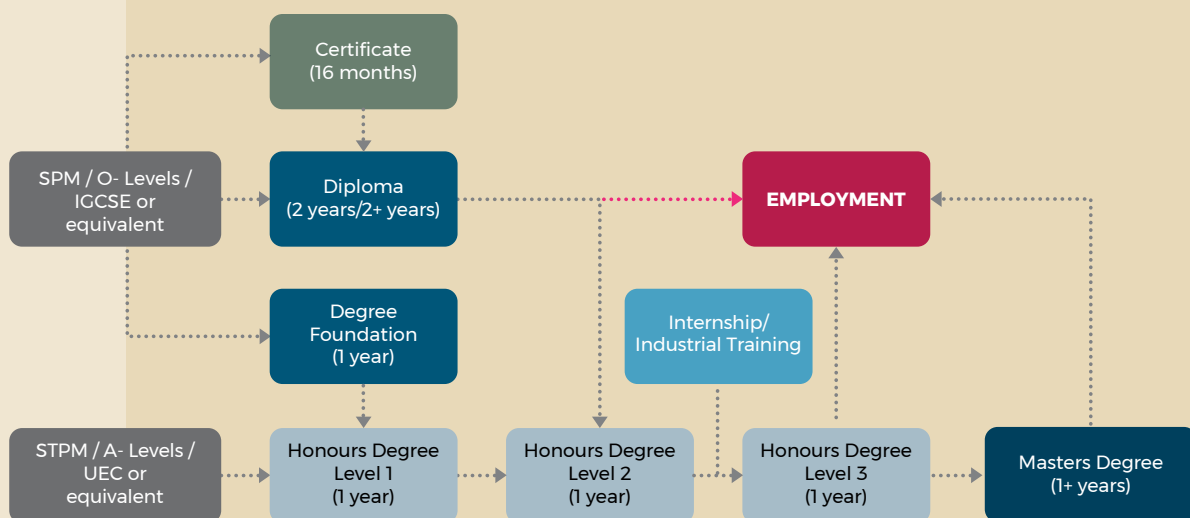 Certificate
(16 months)
SPM / O- Levels /
IGCSE or
equivalent
Diploma
(2 years/2+ years)
EMPLOYMENT
Degree
Foundation
(1 year)
Internship/
Industrial Training
STPM / A- Levels /
UEC or
equivalent
Honours Degree
Level 1
(1 year)
Honours Degree
Level 2
(1 year)
Honours Degree
Level 3
(1 year)
Masters Degree
(1+ years)